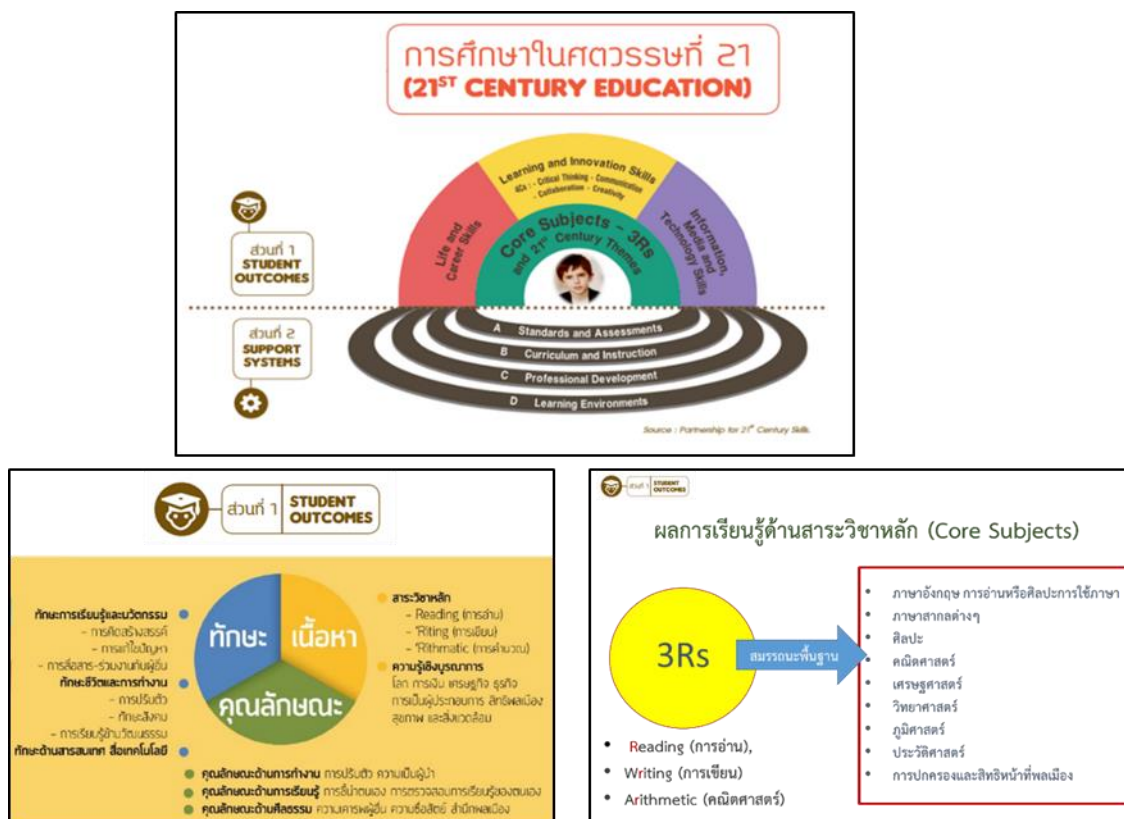 การศึกษาในศตวรรษที่ 21
(21ST CENTURY EDUCATION)
Learning and Innovation Skills
4Cs : - Critical Thinking - Communication
- Collaboration - Creativity
Life and
Career Skills
Core Subjects - 3Rs
and 21st Century Themes
Information,
Media and
Technology Skills
ส่วนที่ 1
STUDENT
OUTCOMES
ส่วนที่ 2
SUPPORT
SYSTEMS
A Standards and Assessments
B Curriculum and Instruction
C Professional Development
D Learning Environments
Source : Partnership for 21st Century Skills.
ส่วนที่ 1
STUDENT
OUTCOMES
ทักษะการเรียนรู้และนวัตกรรม
- การคิดสร้างสรรค์
- การแก้ไขปัญหา
- การสื่อสาร-ร่วมงานกับผู้อื่น
ทักษะชีวิตและการทำงาน
- การปรับตัว
- ทักษะสังคม
- การเรียนรู้ข้ามวัฒนธรรม
ทักษะด้านสารสนเทศ สื่อเทคโนโลยี
ทักษะ
เนื้อหา
คุณลักษณะ
สาระวิชาหลัก
- Reading (การอ่าน)
- 'Riting (การเขียน)
- 'Rithmatic (การคำนวณ)
ความรู้เชิงบูรณาการ
โลก การเงิน เศรษฐกิจ ธุรกิจ
การเป็นผู้ประกอบการ สิทธิพลเมือง
สุขภาพ และสิ่งแวดล้อม
คุณลักษณะด้านการทำงาน การปรับตัว ความเป็นผู้นำ
คุณลักษณะด้านการเรียนรู้ การชี้นำตนเอง การตรวจสอบการเรียนรู้ของตนเอง
คุณลักษณะด้านศีลธรรม ความเคารพผู้อื่น ความซื่อสัตย์ สำนึกพลเมือง
ส่วนที่ 1
STUDENT
OUTCOMES
ผลการเรียนรู้ด้านสาระวิชาหลัก (Core Subjects)
3Rs
สมรรถนะพื้นฐาน
• Reading (การอ่าน),
• Writing (การเขียน)
• Arithmetic (คณิตศาสตร์)
• ภาษาอังกฤษ การอ่านหรือศิลปะการใช้ภาษา
• ภาษาสากลต่างๆ
• ศิลปะ
• คณิตศาสตร์
• เศรษฐศาสตร์
• วิทยาศาสตร์
• ภูมิศาสตร์
• ประวัติศาสตร์
• การปกครองและสิทธิหน้าที่พลเมือง